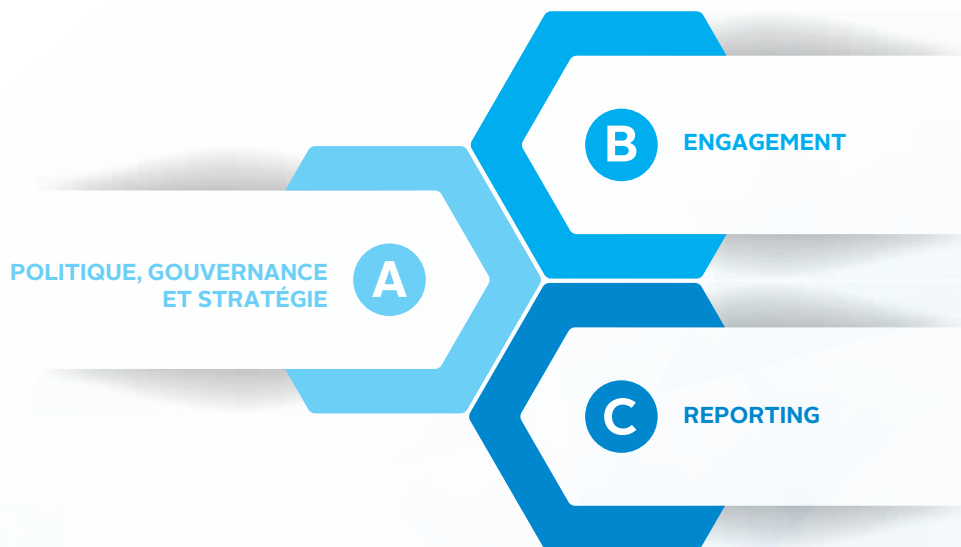 POLITIQUE, GOUVERNANCE
ET STRATÉGIE
A
B
ENGAGEMENT
C
REPORTING